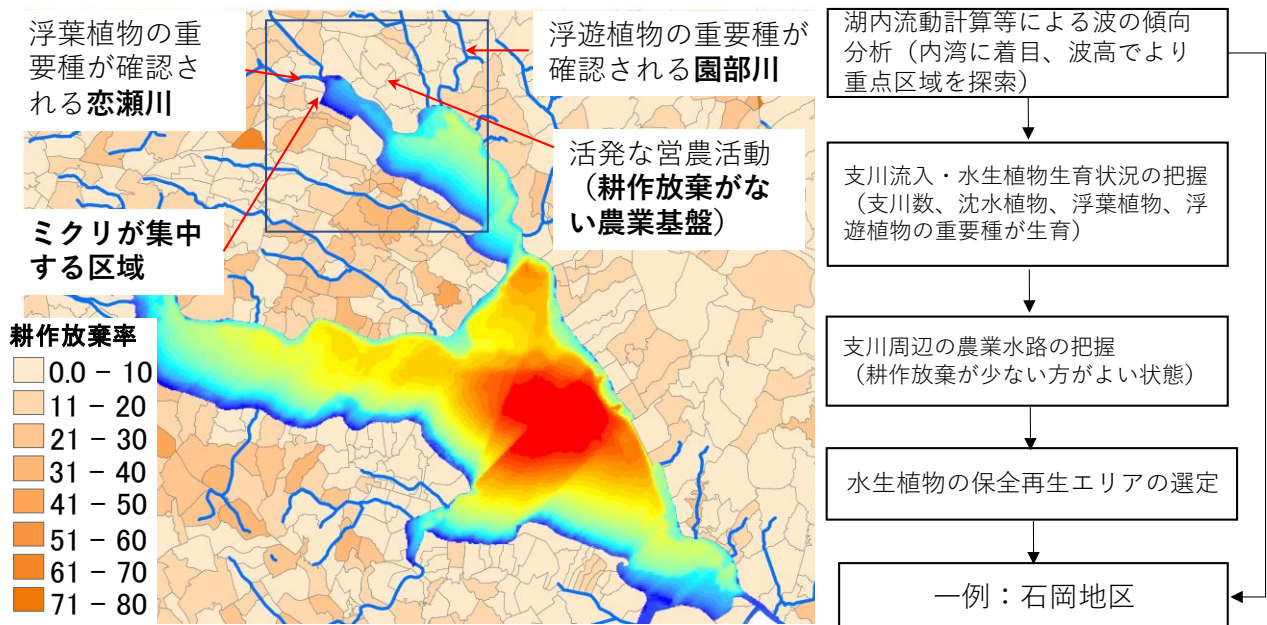 浮葉植物の重
要種が確認さ
れる恋瀬川
浮遊植物の重要種が
確認される園部川
活発な営農活動
（耕作放棄がな
い農業基盤）
ミクリが集中
する区域
耕作放棄率
0.0 - 10
11 - 20
21 - 30
31 - 40
41 - 50
51 - 60
61 - 70
71 - 80
湖内流動計算等による波の傾向
分析（内湾に着目、波高でより
重点区域を探索）
支川流入・水生植物生育状況の把握
（支川数、沈水植物、浮葉植物、浮
遊植物の重要種が生育）
支川周辺の農業水路の把握
（耕作放棄が少ない方がよい状態）
水生植物の保全再生エリアの選定
一例：石岡地区